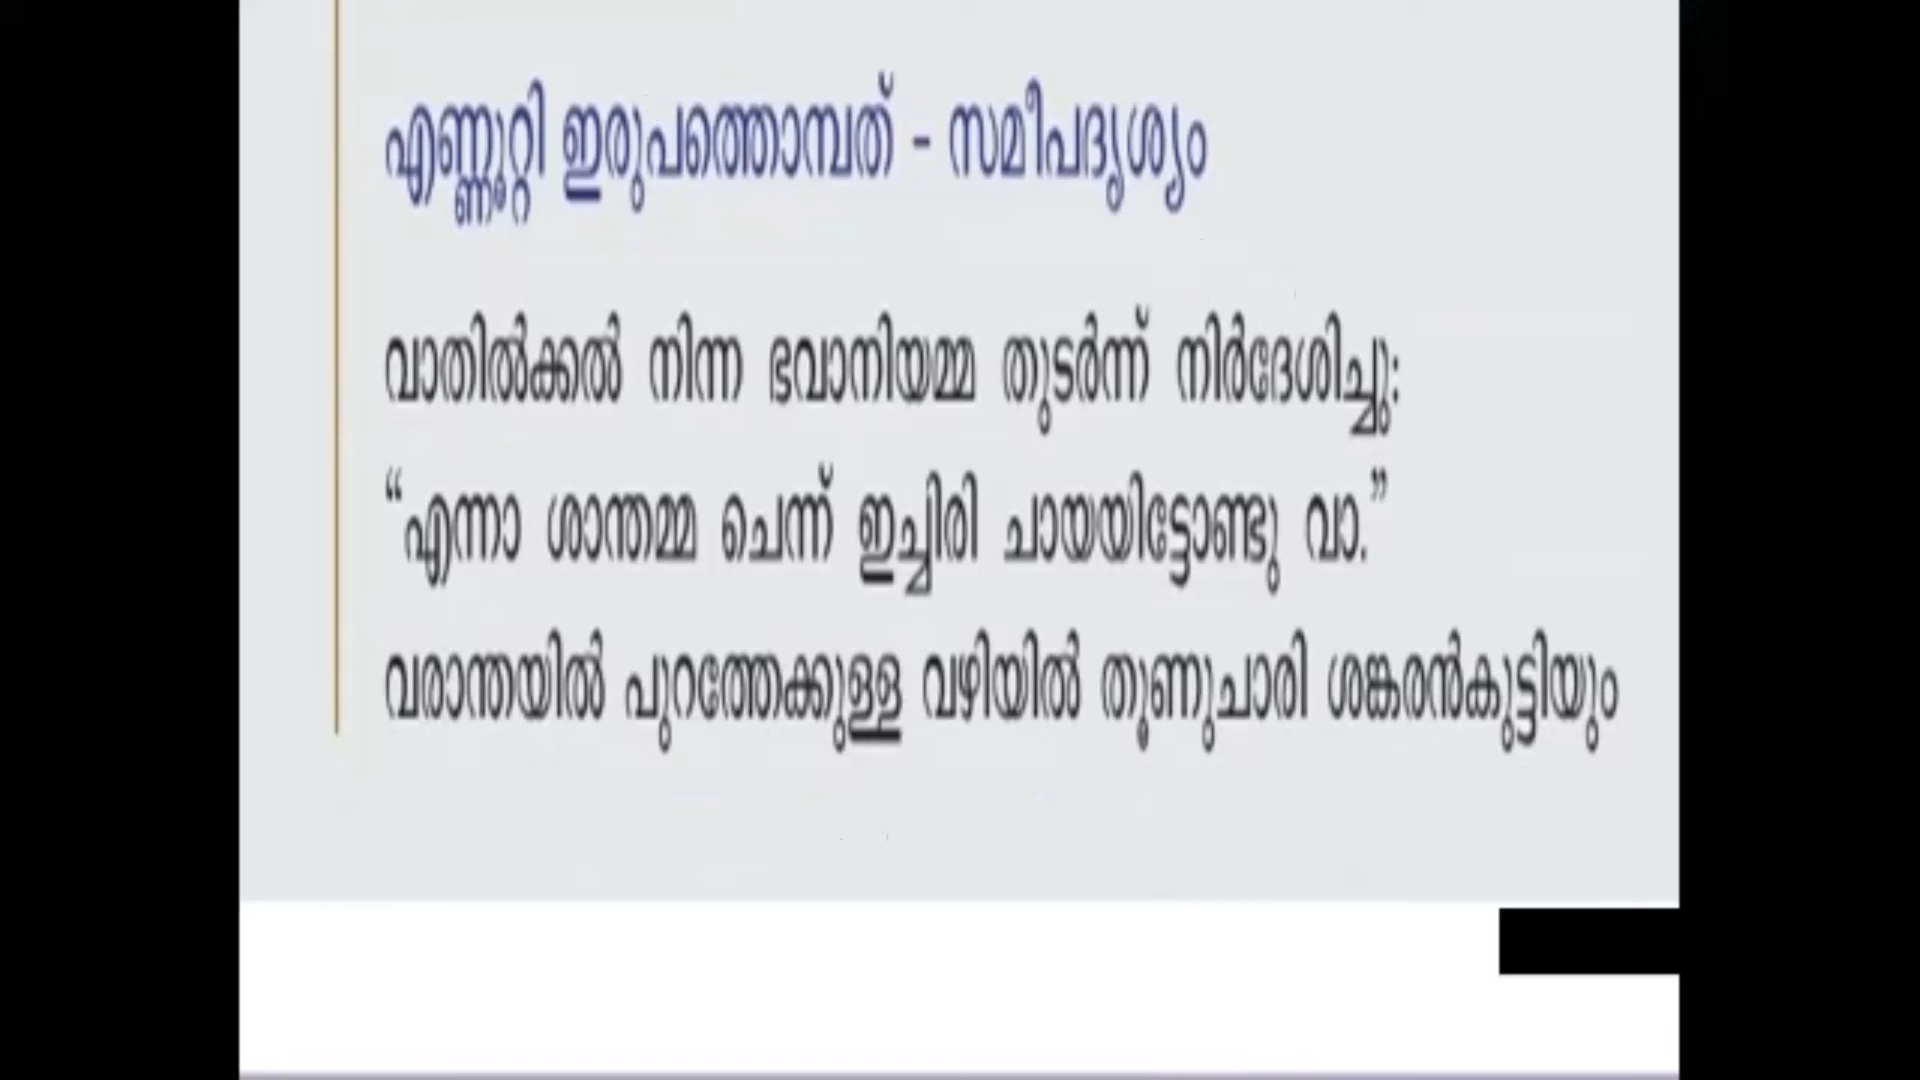 എണ്ണൂറ്റി ഇരുപത്തൊമ്പത് - സമീപദൃശ്യം
വാതിൽക്കൽ നിന്ന ഭവാനിയമ്മ തുടർന്ന് നിർദേശിച്ചു:
“എന്നാ ശാന്തമ്മ ചെന്ന് ഇച്ചിരി ചായയിട്ടോണ്ടു വാ.”
വരാന്തയിൽ പുറത്തേക്കുള്ള വഴിയിൽ തൂണുചാരി ശങ്കരൻകുട്ടിയും